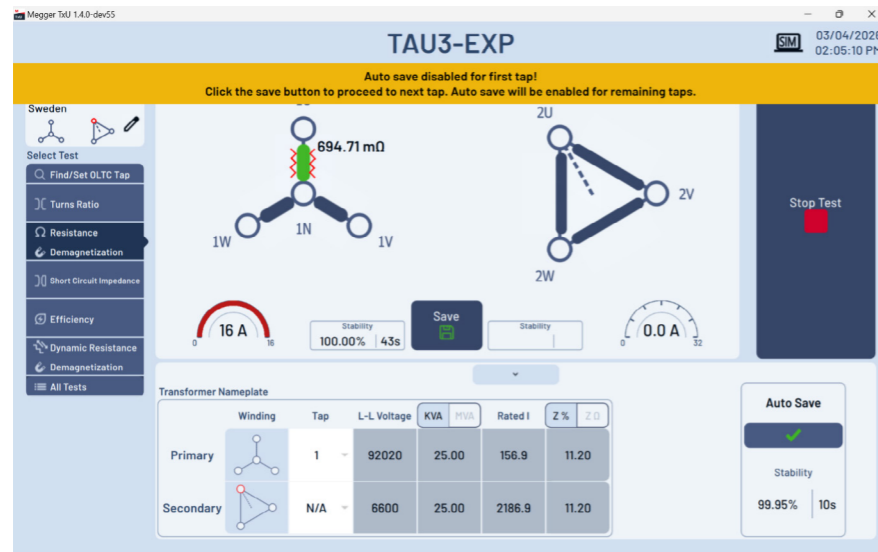 Megger TxU 1.4.0-dev55
TAU3-EXP
SIM
03/04/202
02:05:10 P
Auto save disabled for first tap!
Click the save button to proceed to next tap. Auto save will be enabled for remaining taps.
Sweden
Select Test
Find/Set OLTC Tap
Turns Ratio
Ω Resistance
Demagnetization
Short Circuit Impedance
Efficiency
Dynamic Resistance
Demagnetization
All Tests
694.71 mΩ
1W
1N
1V
2U
2V
2W
Stop Test
16 A
0
16
Stability
100.00% 43s
Save
Stability
0.0 A
0
32
Transformer Nameplate
Winding Tap L-L Voltage KVA MVA Rated I Z % Z Ω
Primary 1 92020 25.00 156.9 11.20
Secondary N/A 6600 25.00 2186.9 11.20
Auto Save
Stability
99.95% 10s